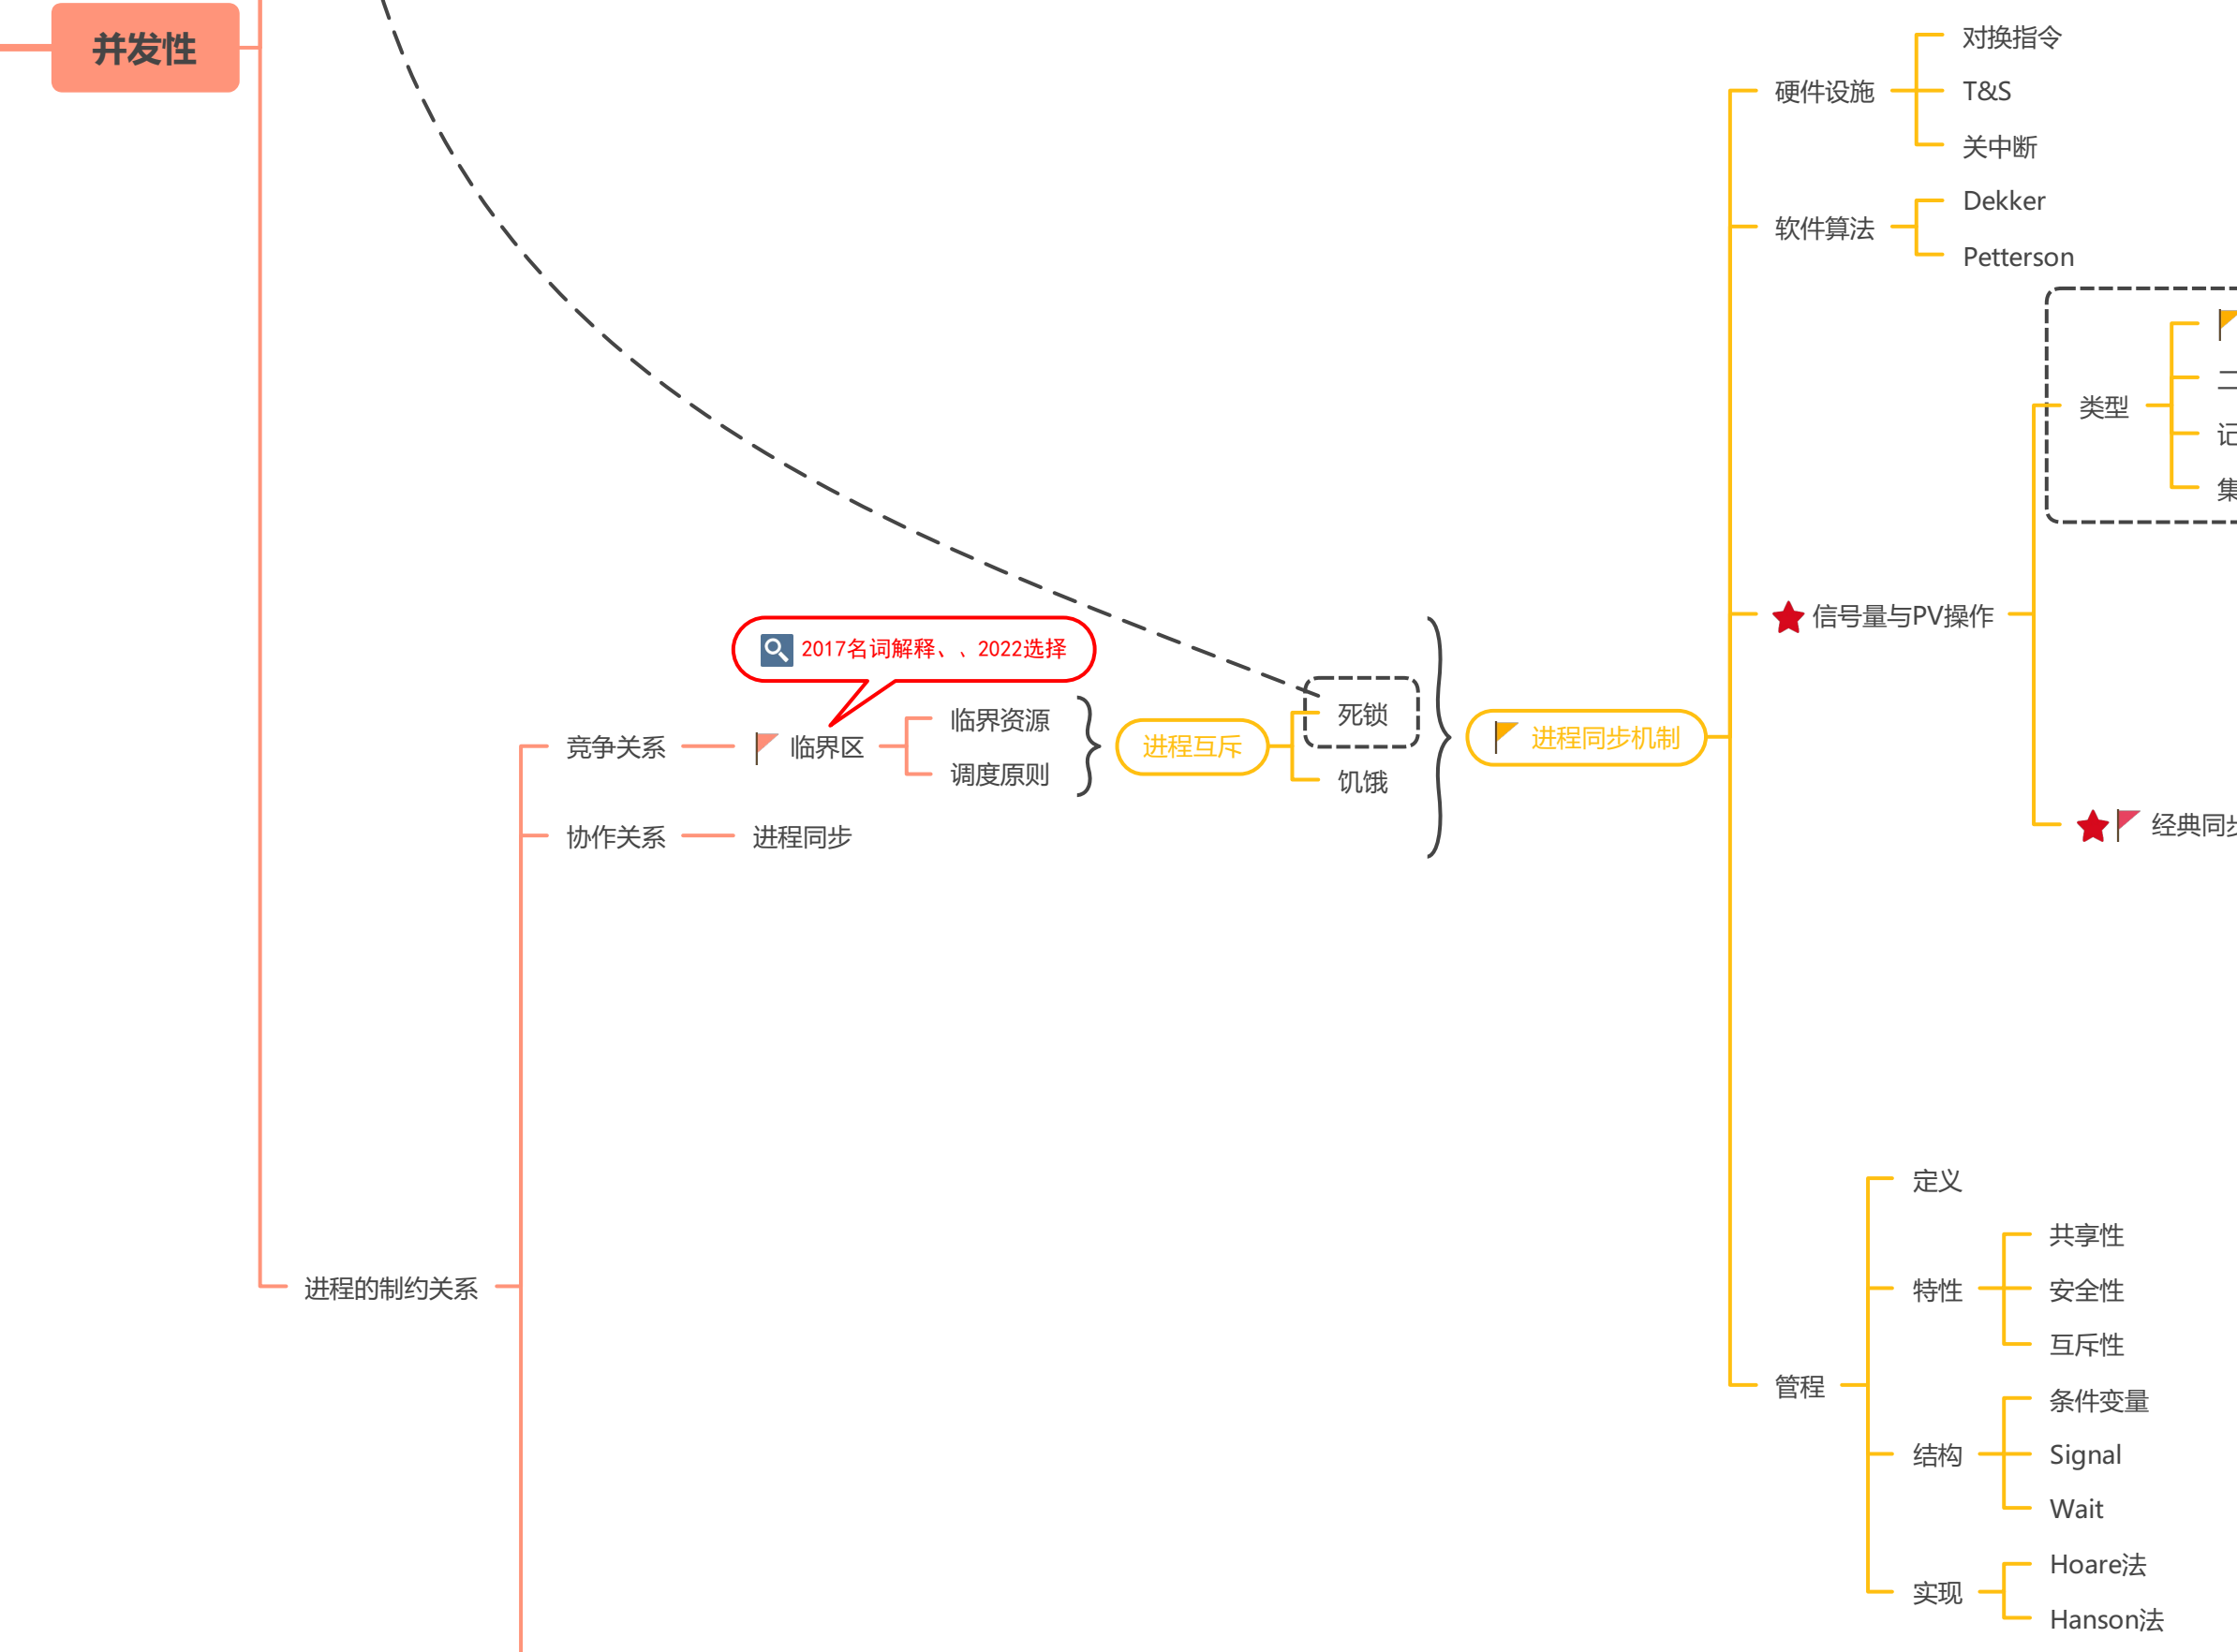 并发性
对换指令
硬件设施
T&S
关中断
Dekker
软件算法
Petterson
类型
二
记
集
信号量与PV操作
2017名词解释、、2022选择
临界资源
死锁
进程同步机制
竞争关系
临界区
进程互斥
调度原则
饥饿
经典同步
协作关系
进程同步
定义
共享性
进程的制约关系
特性
安全性
互斥性
管程
条件变量
结构
Signal
Wait
Hoare法
实现
Hanson法